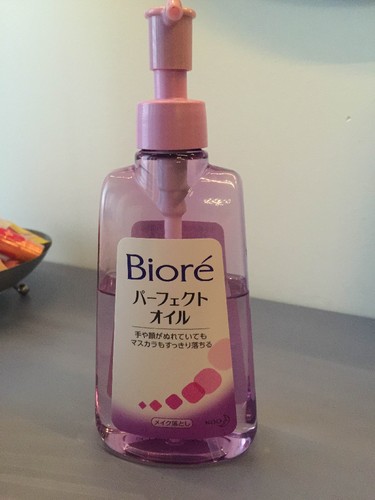 Bioré
パーフェクト
オイル
手や顔がぬれていても
マスカラもすっきり落ちる
メイク落とし